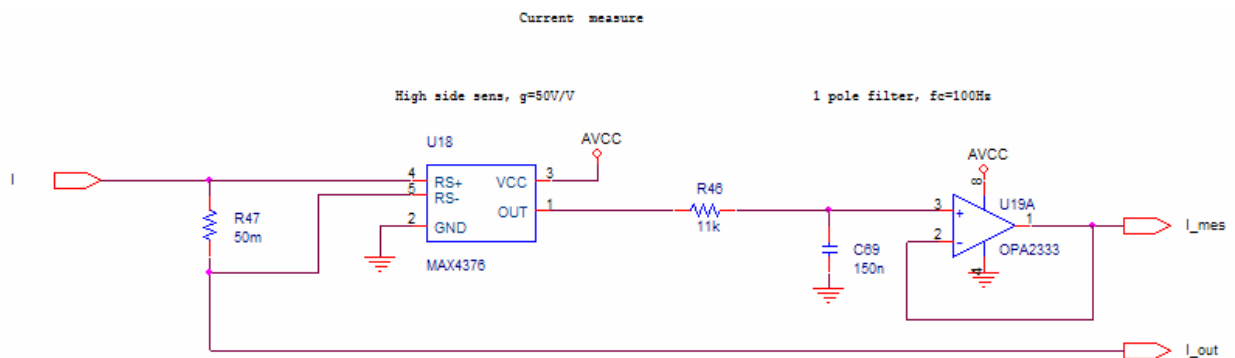 Current measure
High side sens, g=50V/V
1 pole filter, fc=100Hz
U18
AVCC
AVCC
I
4
RS+
VCC
3
5
RS-
R46
8
U19A
R47
50m
OUT
1
11k
3
+
1
I_mes
2
GND
2
-
C69
150n
4
OPA2333
MAX4376
I_out